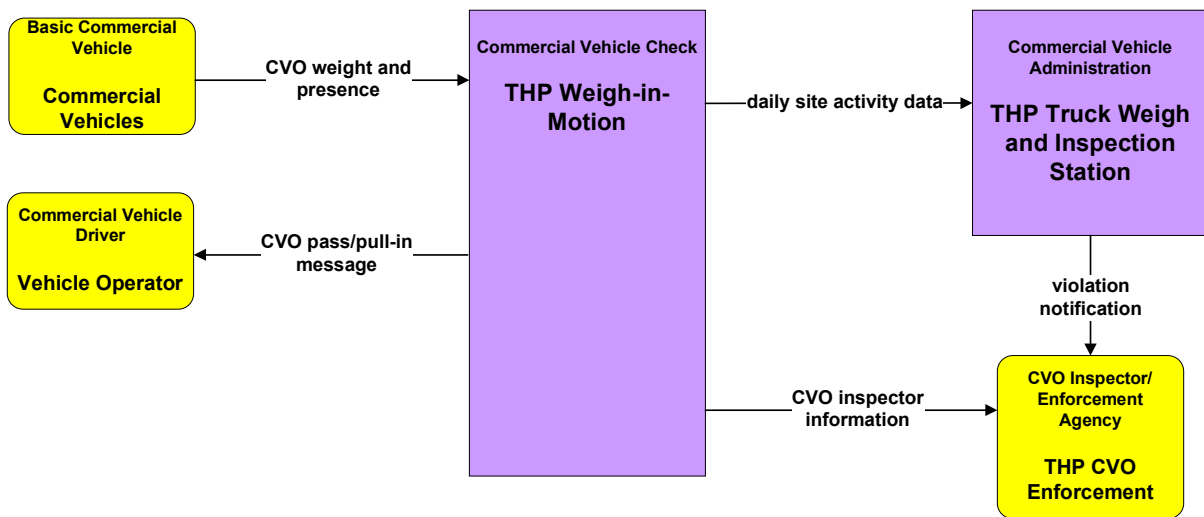 Basic Commercial
Vehicle
Commercial
Vehicles
CVO weight and
presence
Commercial Vehicle Check
THP Weigh-in-
Motion
daily site activity data
Commercial Vehicle
Administration
THP Truck Weigh
and Inspection
Station
Commercial Vehicle
Driver
Vehicle Operator
CVO pass/pull-in
message
violation
notification
CVO inspector
information
CVO Inspector/
Enforcement
Agency
THP CVO
Enforcement